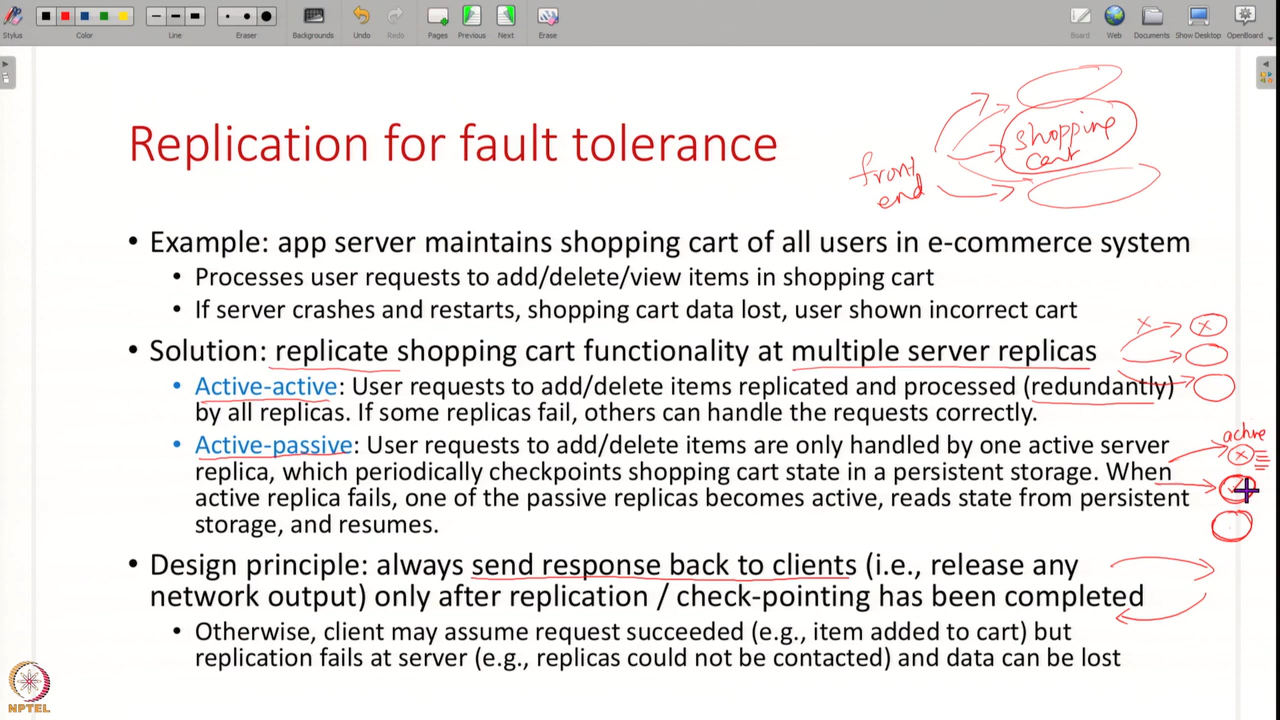 Stylus
Color
Line
Eraser
Backgrounds
Undo
Redo
Pages
Previous
Next
Erase
Board
Web
Documents
Show Desktop
OpenBoard
Replication for fault tolerance
front end
shopping cart
• Example: app server maintains shopping cart of all users in e-commerce system
• Processes user requests to add/delete/view items in shopping cart
• If server crashes and restarts, shopping cart data lost, user shown incorrect cart
• Solution: replicate shopping cart functionality at multiple server replicas
• Active-active: User requests to add/delete items replicated and processed (redundantly)
by all replicas. If some replicas fail, others can handle the requests correctly.
active
• Active-passive: User requests to add/delete items are only handled by one active server
replica, which periodically checkpoints shopping cart state in a persistent storage. When
active replica fails, one of the passive replicas becomes active, reads state from persistent
storage, and resumes.
• Design principle: always send response back to clients (i.e., release any
network output) only after replication / check-pointing has been completed
• Otherwise, client may assume request succeeded (e.g., item added to cart) but
replication fails at server (e.g., replicas could not be contacted) and data can be lost
NPTEL